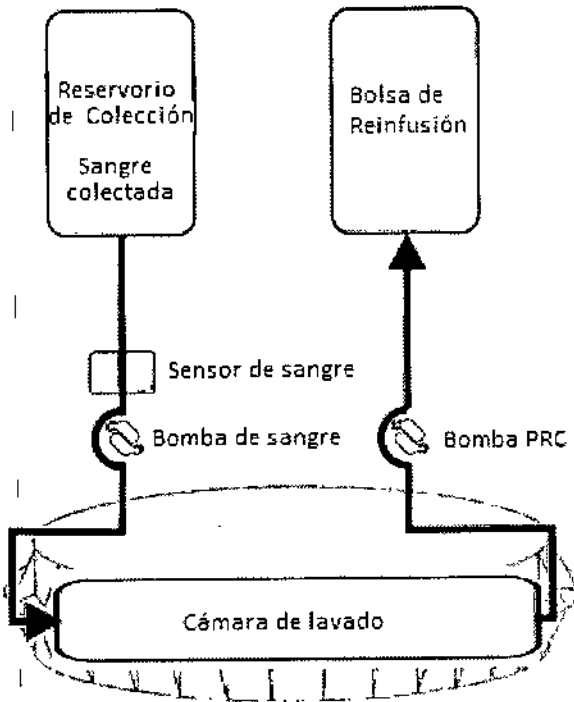 Reservorio
de Colección
Sangre
colectada
Bolsa de
Reinfusión
Sensor de sangre
Bomba de sangre
Bomba PRC
Cámara de lavado